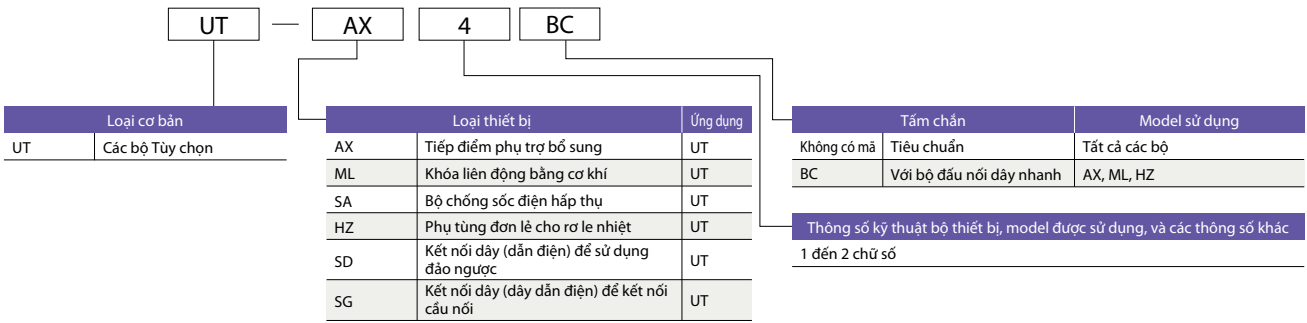 UT — AX 4 BC
Loại cơ bản
UT Các bộ Tùy chọn
Loại thiết bị Ứng dụng
AX Tiếp điểm phụ trợ bổ sung UT
ML Khóa liên động bằng cơ khí UT
SA Bộ chống sốc điện hấp thụ UT
HZ Phụ tùng đơn lẻ cho rơ le nhiệt UT
SD Kết nối dây (dẫn điện) để sử dụng
đảo ngược UT
SG Kết nối dây (dây dẫn điện) để kết nối
cầu nối UT
Tấm chắn Model sử dụng
Không có mã Tiêu chuẩn Tất cả các bộ
BC Với bộ đấu nối dây nhanh AX, ML, HZ
Thông số kỹ thuật bộ thiết bị, model được sử dụng, và các thông số khác
1 đến 2 chữ số